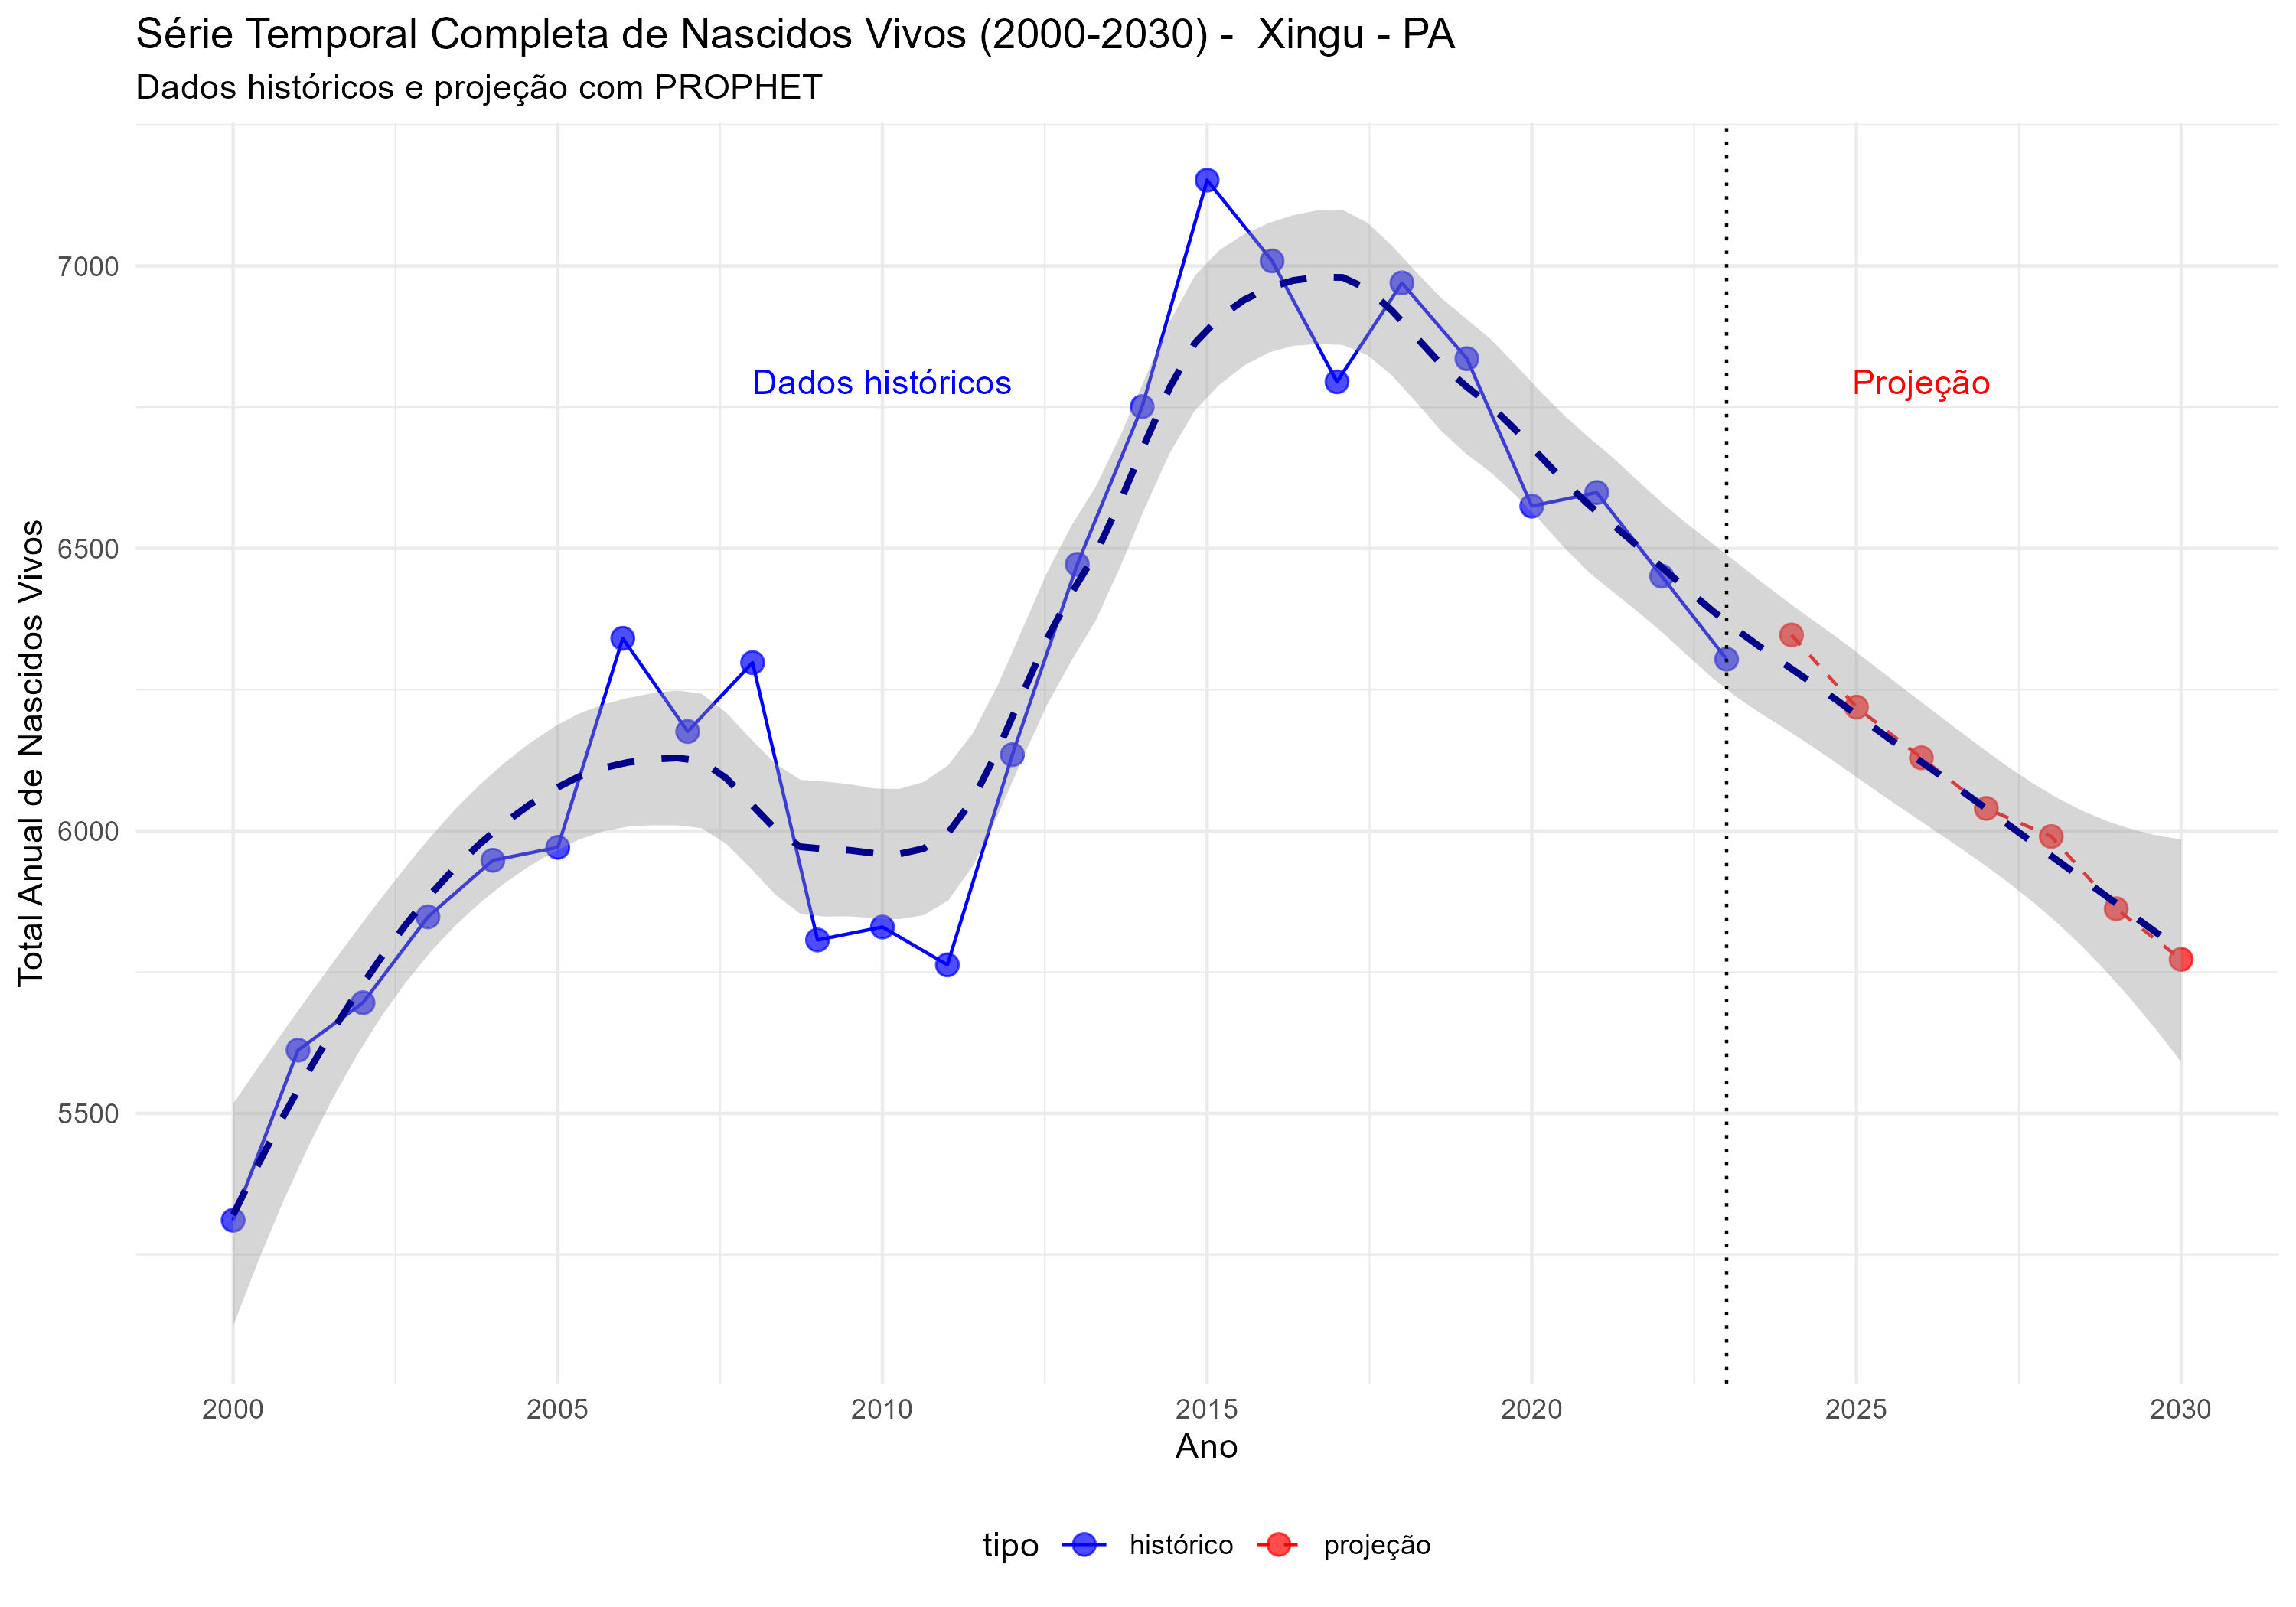 Série Temporal Completa de Nascidos Vivos (2000-2030) -  Xingu - PA
Dados históricos e projeção com PROPHET
Total Anual de Nascidos Vivos
7000
6500
6000
5500
Dados históricos
Projeção
2000 2005 2010 2015 2020 2025 2030
Ano
tipo histórico projeção